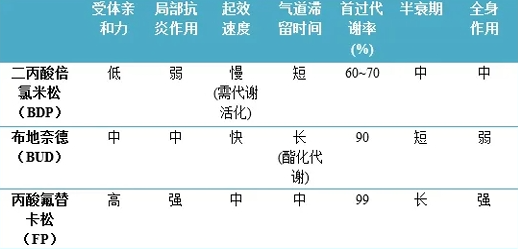 受体亲和力 局部抗炎作用 起效速度 气道滞留时间 首过代谢率(%) 半衰期 全身作用
二丙酸倍氯米松（BDP） 低 弱 慢(需代谢活化) 短 60~70 中 中
布地奈德（BUD） 中 中 快 长(酯化代谢) 90 短 弱
丙酸氟替卡松（FP） 高 强 中 中 99 长 强